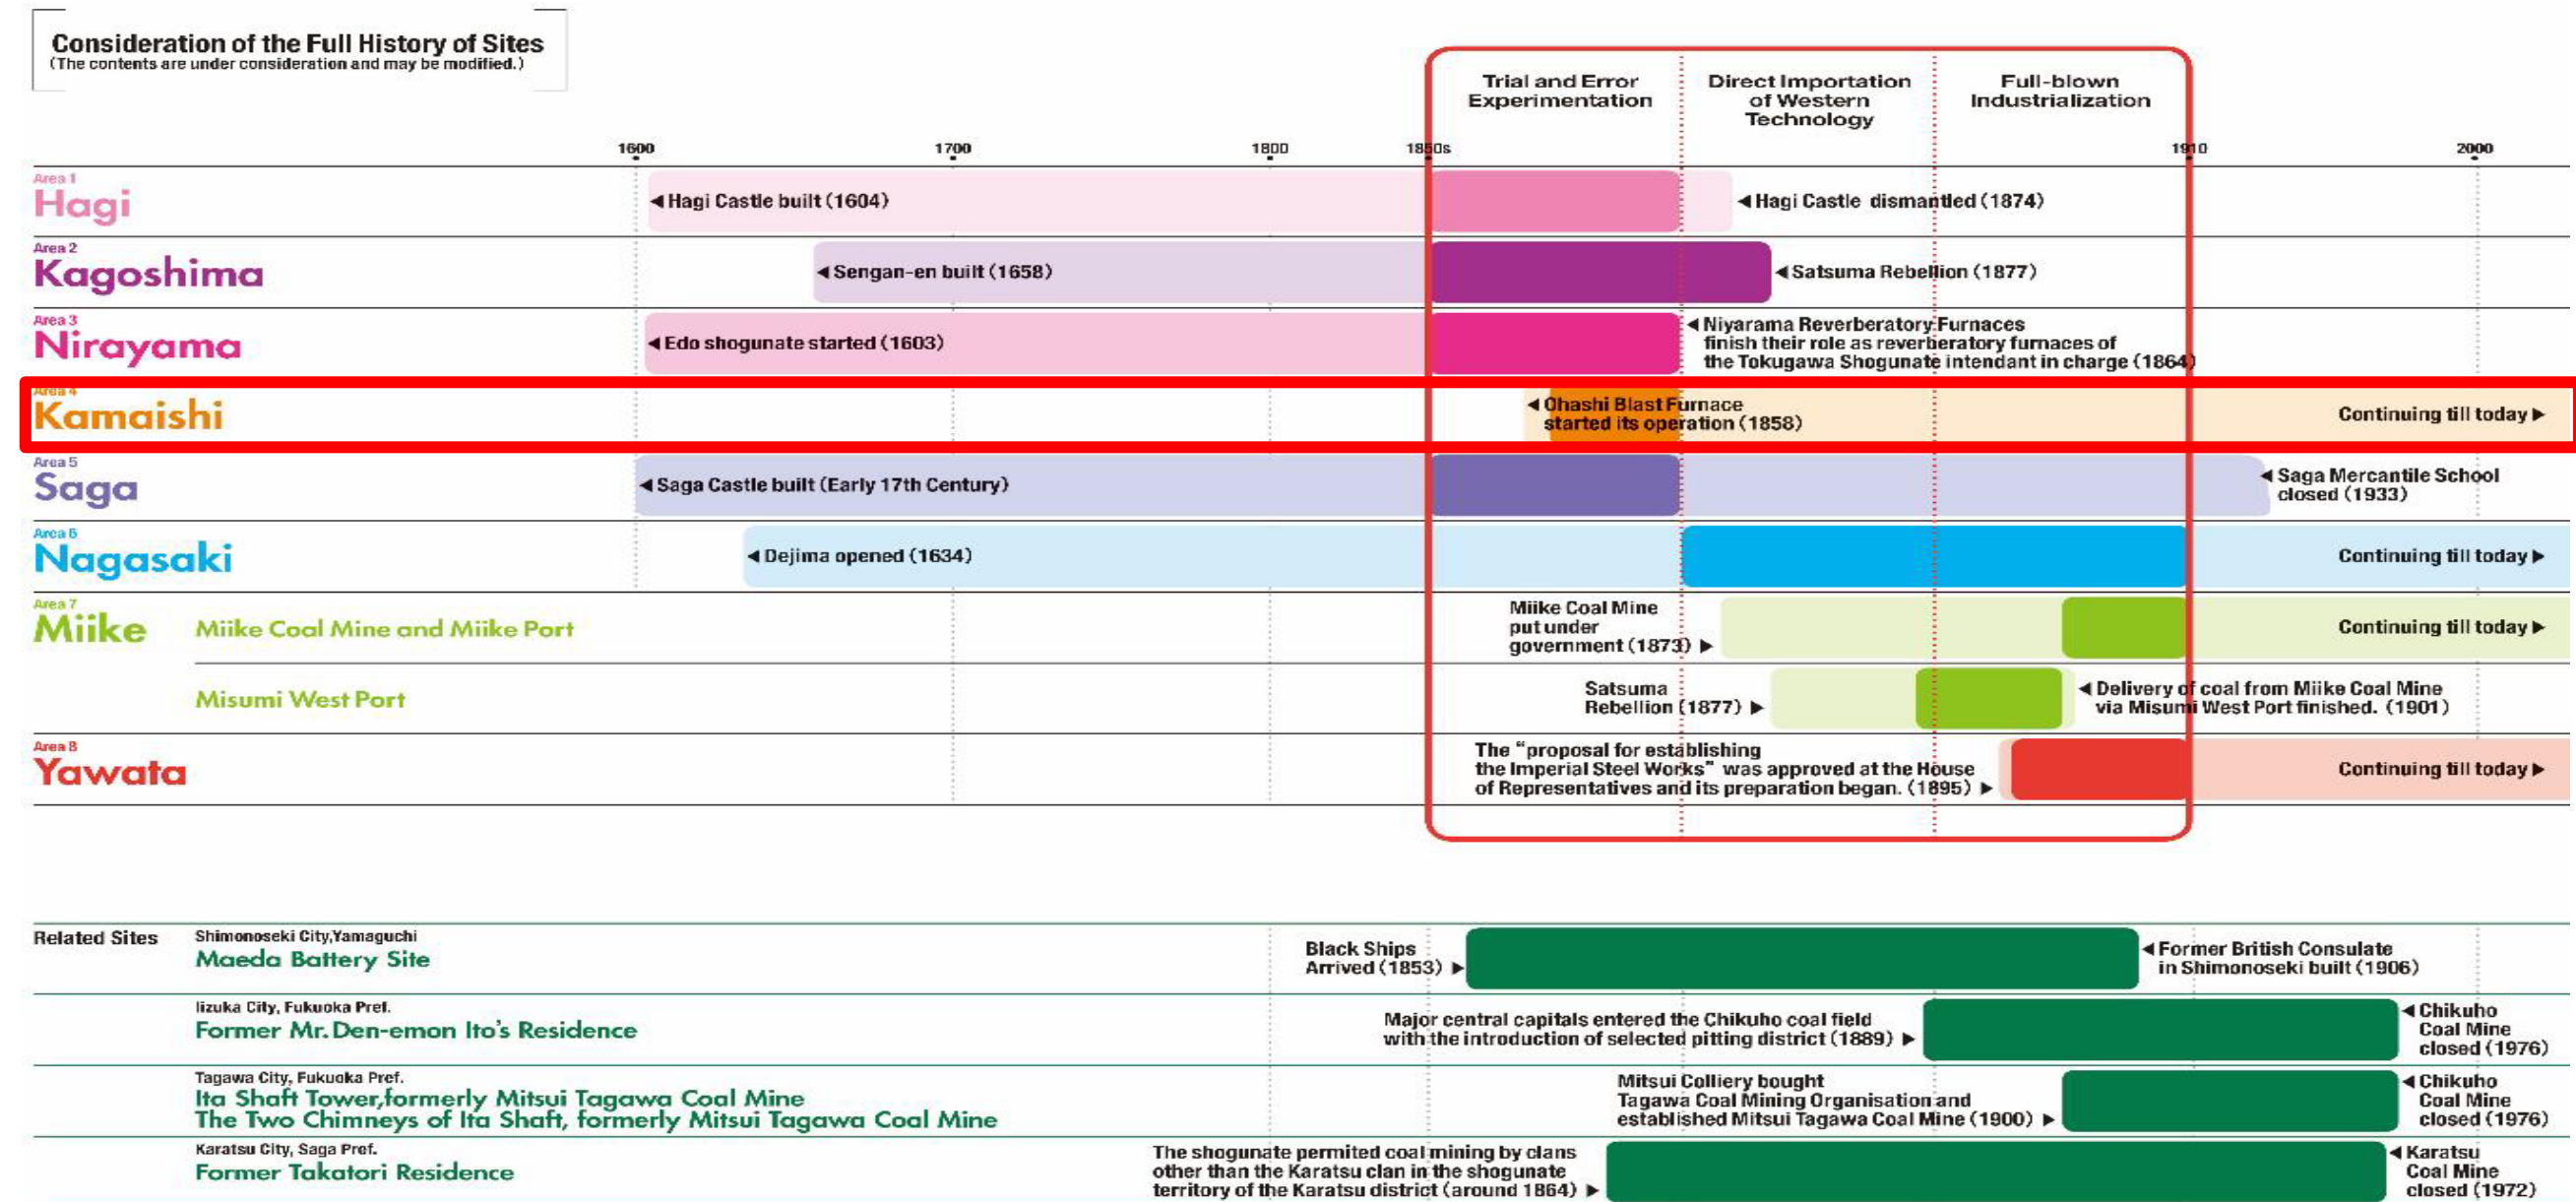 Consideration of the Full History of Sites
(The contents are under consideration and may be modified.)
Trial and Error
Experimentation
Direct Importation
of Western
Technology
Full-blown
Industrialization
1600
1700
1800
1850s
1910
2000
Area 1
Hagi
◀Hagi Castle built (1604)
◀Hagi Castle dismantled (1874)
Area 2
Kagoshima
◀Sengan-en built (1658)
◀Satsuma Rebellion (1877)
Area 3
Nirayama
◀Edo shogunate started (1603)
◀Niyarama Reverberatory Furnaces
finish their role as reverberatory furnaces of
the Tokugawa Shogunate intendant in charge (1864)
Area 4
Kamaishi
◀Ohashi Blast Furnace
started its operation (1858)
Continuing till today▶
Area 5
Saga
◀Saga Castle built (Early 17th Century)
◀Saga Mercantile School
closed (1933)
Area 6
Nagasaki
◀Dejima opened (1634)
Continuing till today▶
Area 7
Miike
Miike Coal Mine and Miike Port
Miike Coal Mine
put under
government (1873) ▶
Continuing till today▶
Misumi West Port
Satsuma
Rebellion (1877) ▶
◀Delivery of coal from Miike Coal Mine
via Misumi West Port finished. (1901)
Area 8
Yawata
The “proposal for establishing
the Imperial Steel Works” was approved at the House
of Representatives and its preparation began. (1895) ▶
Continuing till today▶
Related Sites
Shimonoseki City,Yamaguchi
Maeda Battery Site
Black Ships
Arrived (1853) ▶
◀Former British Consulate
in Shimonoseki built (1906)
Iizuka City, Fukuoka Pref.
Former Mr. Den-emon Ito's Residence
Major central capitals entered the Chikuho coal field
with the introduction of selected pitting district (1889) ▶
◀Chikuho
Coal Mine
closed (1976)
Tagawa City, Fukuoka Pref.
Ita Shaft Tower,formerly Mitsui Tagawa Coal Mine
The Two Chimneys of Ita Shaft, formerly Mitsui Tagawa Coal Mine
Mitsui Colliery bought
Tagawa Coal Mining Organisation and
established Mitsui Tagawa Coal Mine (1900) ▶
◀Chikuho
Coal Mine
closed (1976)
Karatsu City, Saga Pref.
Former Takatori Residence
The shogunate permited coal mining by clans
other than the Karatsu clan in the shogunate
territory of the Karatsu district (around 1864) ▶
◀Karatsu
Coal Mine
closed (1972)